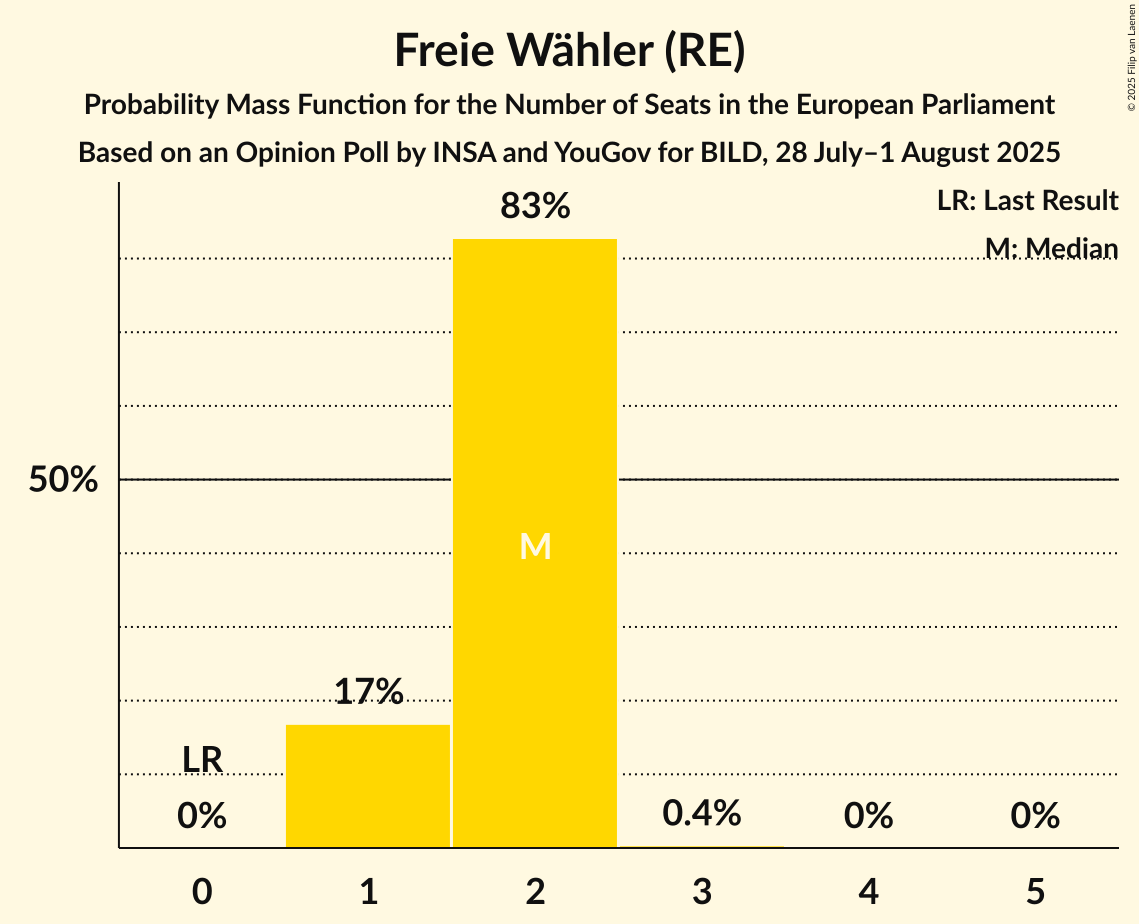 Freie Wähler (RE)
Probability Mass Function for the Number of Seats in the European Parliament
Based on an Opinion Poll by INSA and YouGov for BILD, 28 July–1 August 2025
© 2025 Filip van Laenen
LR: Last Result
M: Median
83%
50%
M
17%
LR
0%
0.4%
0%
0%
0
1
2
3
4
5